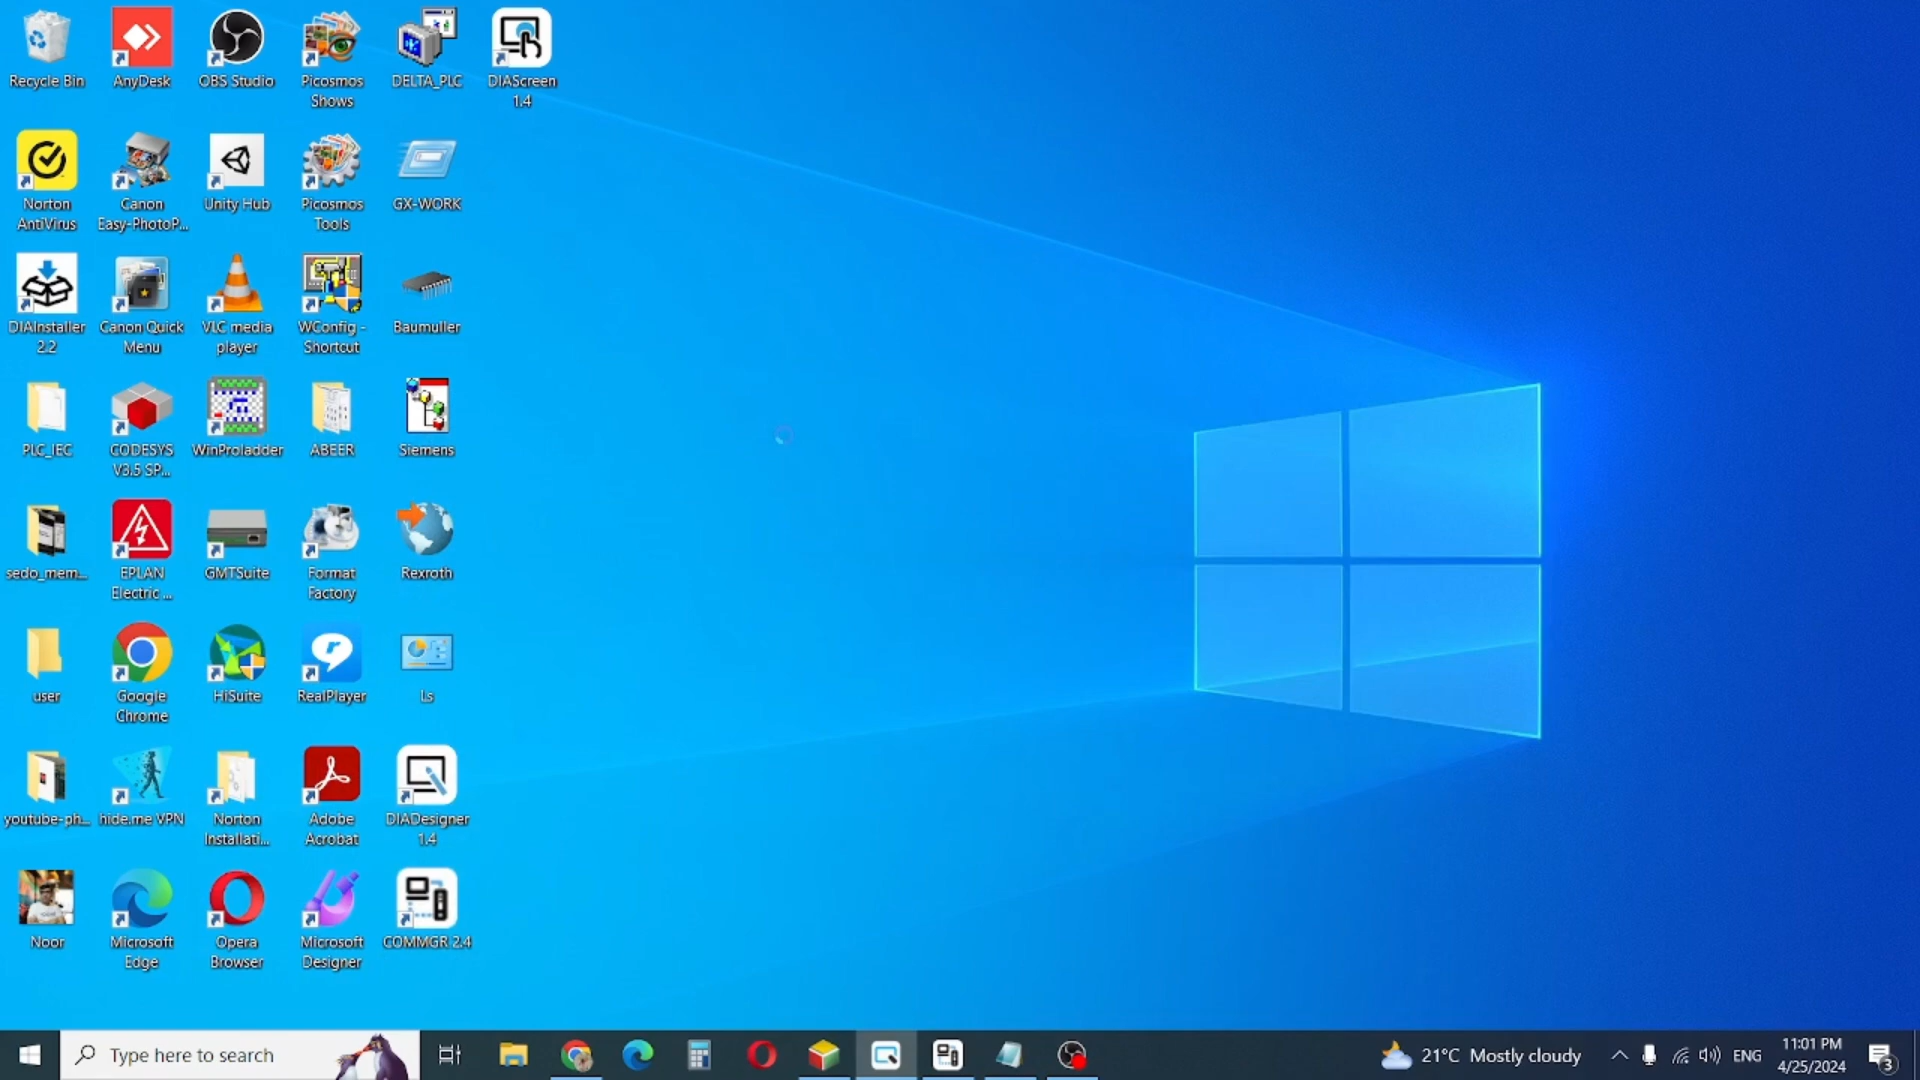 Recycle Bin
AnyDesk
OBS Studio
Picosmos
Shows
DELTA_PLC
DIAScreen
1.4
Norton
AntiVirus
Canon
Easy-PhotoP...
Unity Hub
Picosmos
Tools
GX-WORK
DIAInstaller
2.2
Canon Quick
Menu
VLC media
player
WConfig -
Shortcut
Baumuller
PLC_IEC
CODESYS
V3.5 SP...
WinProladder
ABEER
Siemens
sedo_mem...
EPLAN
Electric ...
GMTSuite
Format
Factory
Rexroth
user
Google
Chrome
HiSuite
RealPlayer
Ls
youtube-ph...
hide.me VPN
Norton
Installati...
Adobe
Acrobat
DIADesigner
1.4
Noor
Microsoft
Edge
Opera
Browser
Microsoft
Designer
COMMGR 2.4
Type here to search
21°C Mostly cloudy
ENG
11:01 PM
4/25/2024
3